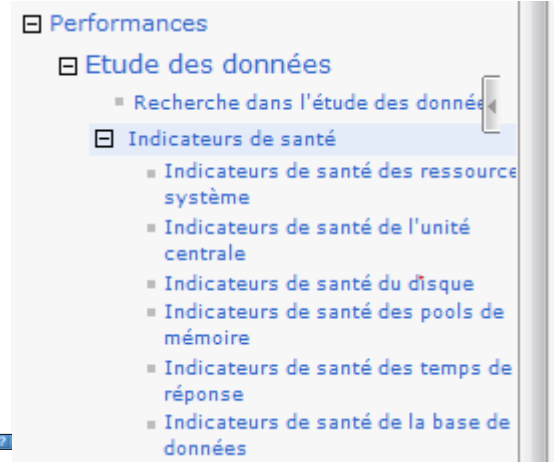 Performances
Etude des données
Recherche dans l'étude des donnée
Indicateurs de santé
Indicateurs de santé des ressource
système
Indicateurs de santé de l'unité
centrale
Indicateurs de santé du disque
Indicateurs de santé des pools de
mémoire
Indicateurs de santé des temps de
réponse
Indicateurs de santé de la base de
données
?